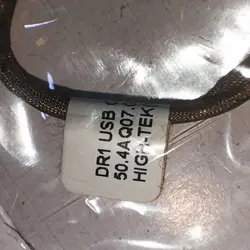 DR1 USB
50.4AQ07.
HIGH-TEK